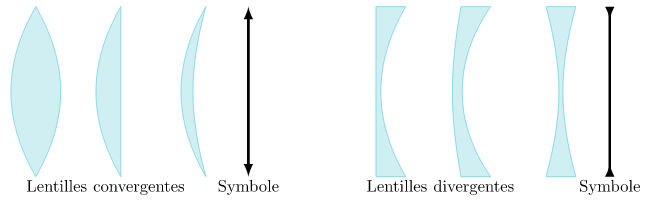 Lentilles convergentes
Symbole
Lentilles divergentes
Symbole